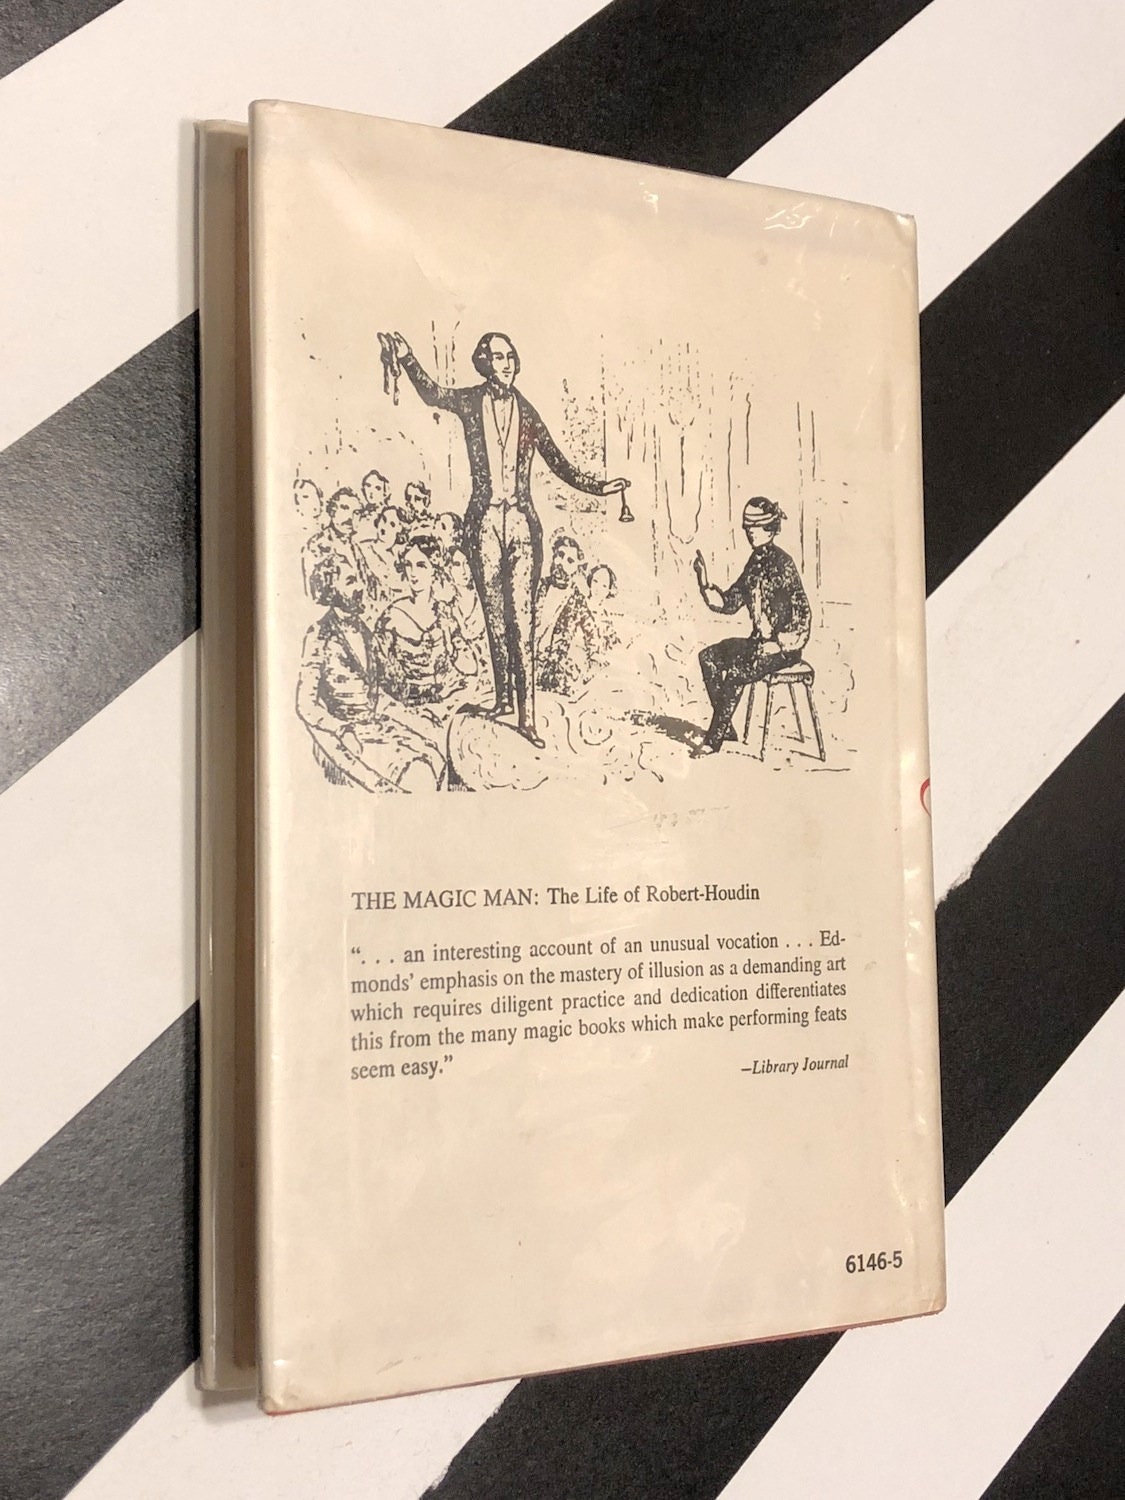 THE MAGIC MAN: The Life of Robert-Houdin
“. . . an interesting account of an unusual vocation . . . Ed-
monds’ emphasis on the mastery of illusion as a demanding art
which requires diligent practice and dedication differentiates
this from the many magic books which make performing feats
seem easy.”
—Library Journal
6146-5